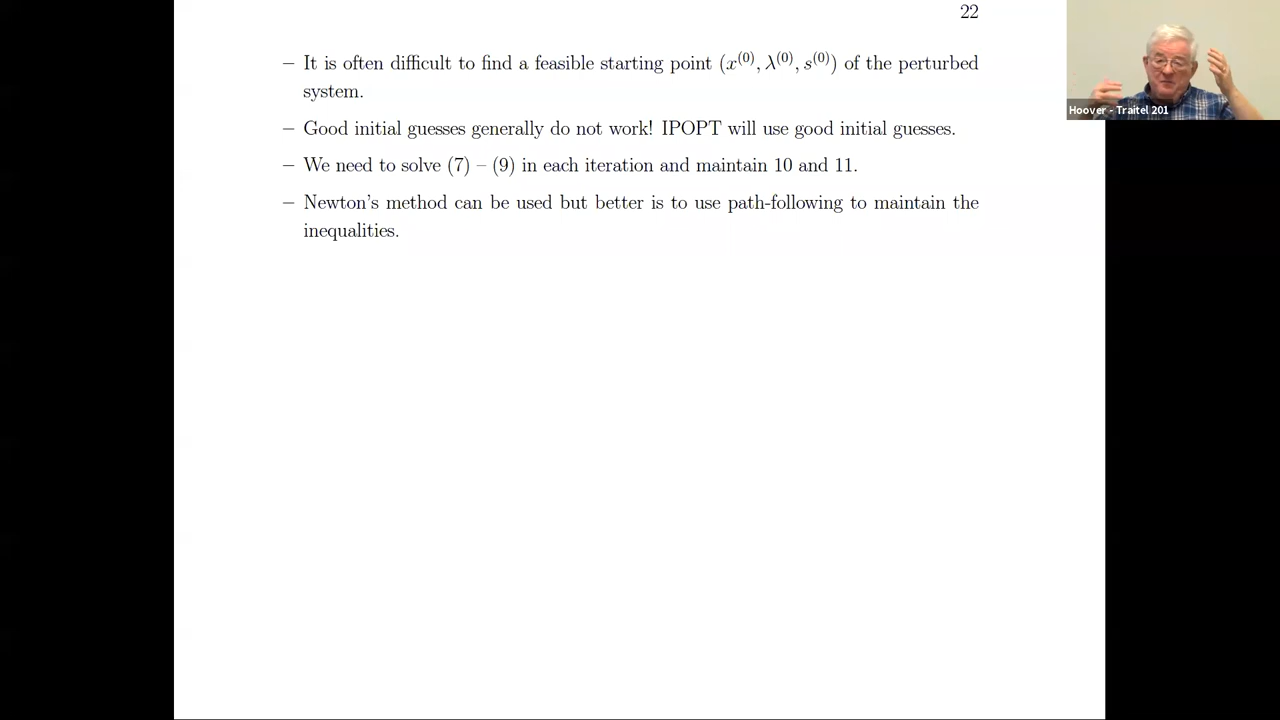 22
– It is often difficult to find a feasible starting point (x^(0), λ^(0), s^(0)) of the perturbed
system.
– Good initial guesses generally do not work! IPOPT will use good initial guesses.
– We need to solve (7) – (9) in each iteration and maintain 10 and 11.
– Newton’s method can be used but better is to use path-following to maintain the
inequalities.
Hoover - Traitel 201